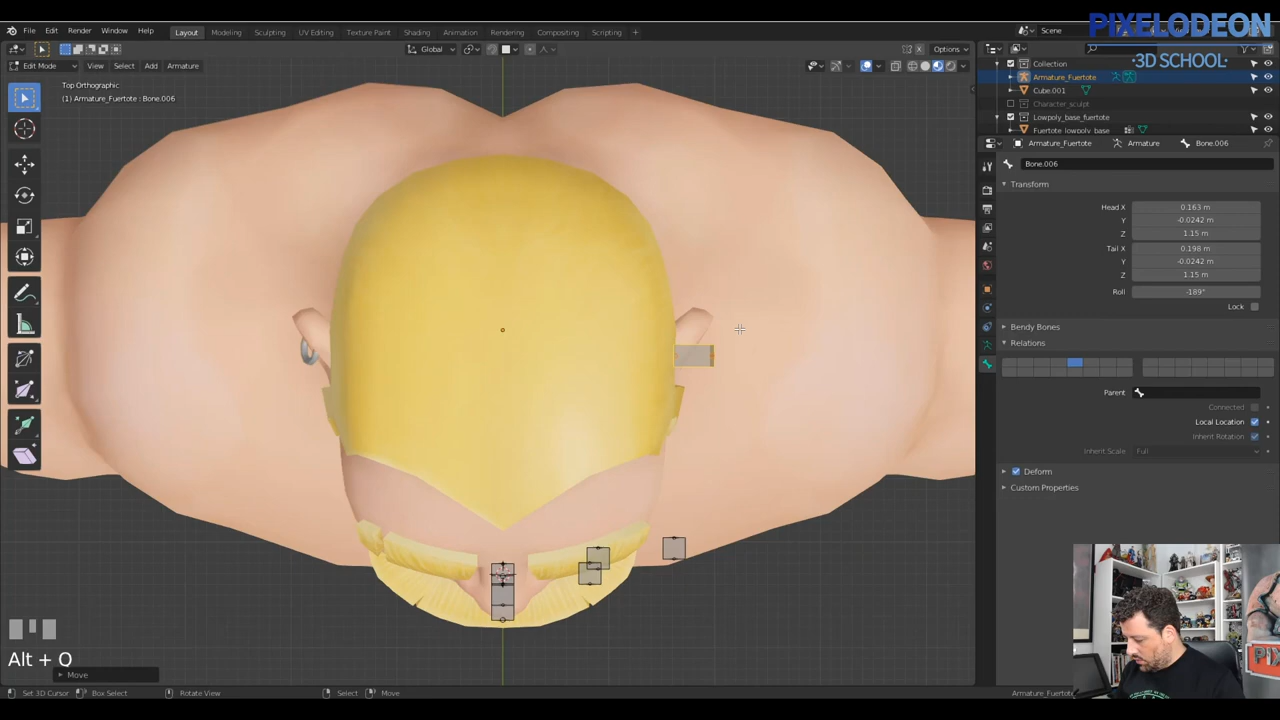 PIXELODEON
·3D SCHOOL·
File Edit Render Window Help Layout Modeling Sculpting UV Editing Texture Paint Shading Animation Rendering Compositing Scripting + Scene
Global Options
Edit Mode View Select Add Armature
Top Orthographic
(1) Armature_Fuertote : Bone.006
Collection
Armature_Fuertote
Cube.001
Character_sculpt
Lowpoly_base_fuertote
Fuertote_lowpoly_base
Armature_Fuertote Armature Bone.006
Bone.006
Transform
Head X 0.163 m
Y -0.0242 m
Z 1.15 m
Tail X 0.198 m
Y -0.0242 m
Z 1.15 m
Roll -189°
Lock
Bendy Bones
Relations
Parent
Connected
Local Location
Inherit Rotation
Inherit Scale Full
Deform
Custom Properties
Alt + O
Move
Set 3D Cursor Box Select Rotate View Select Move Armature_Fuertote